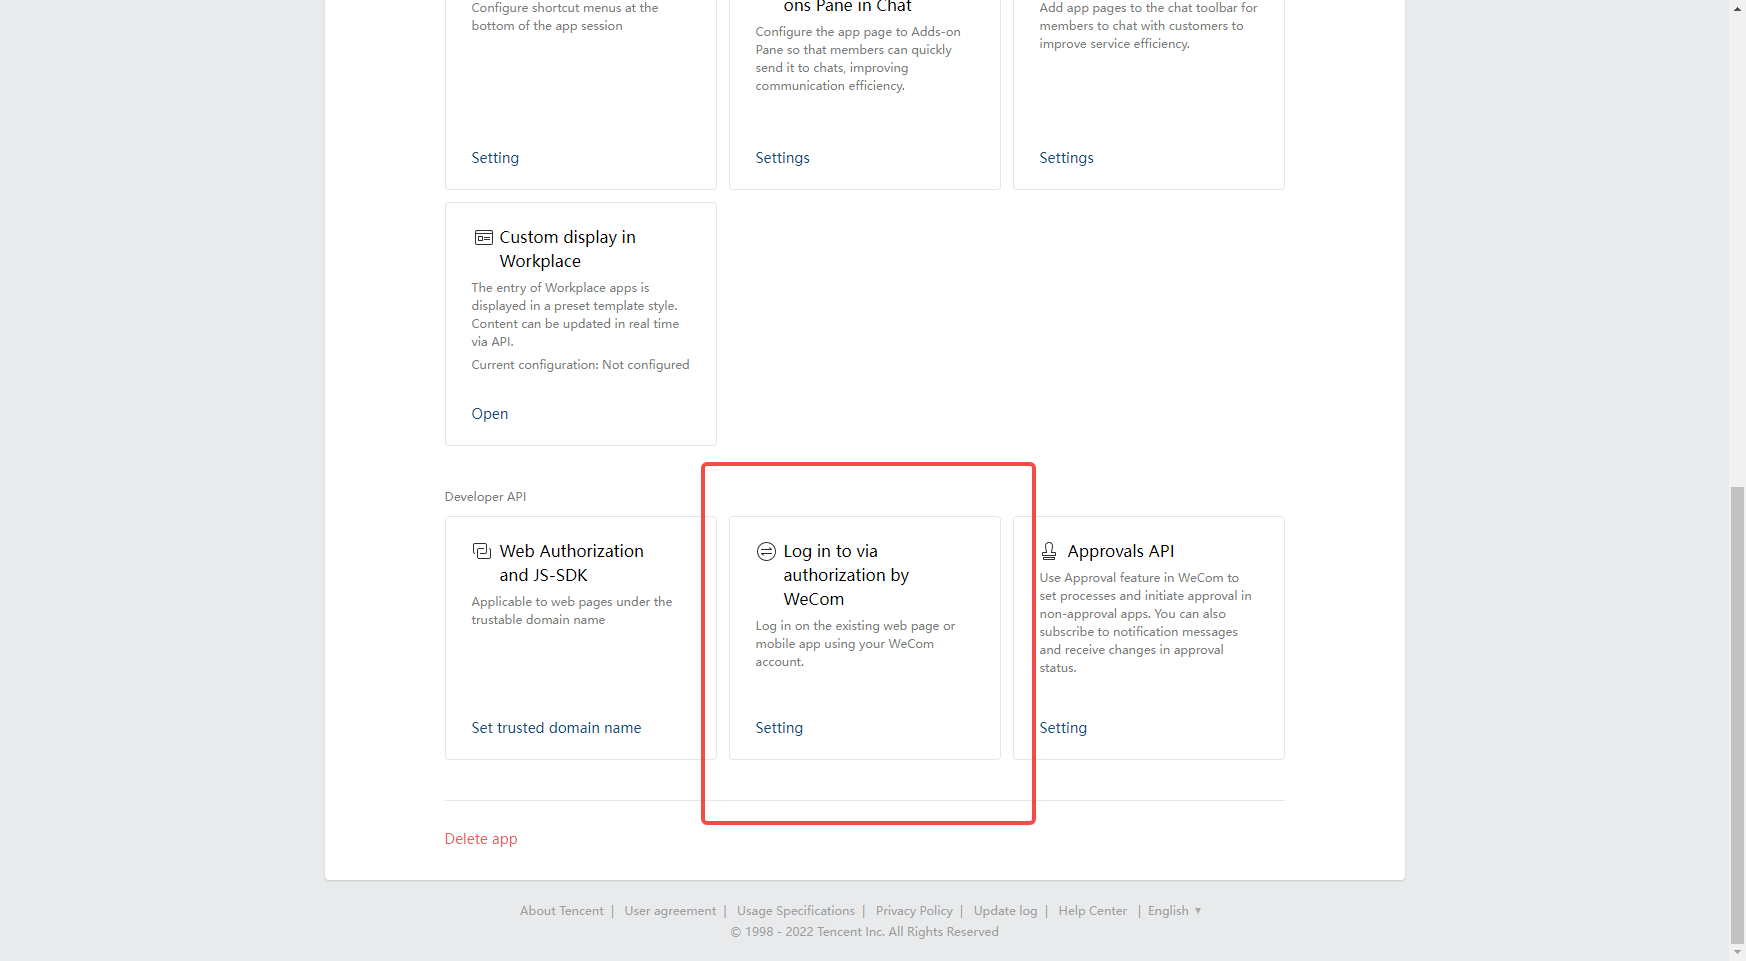 Configure shortcut menus at the
bottom of the app session
Setting
ons Pane in Chat
Configure the app page to Adds-on
Pane so that members can quickly
send it to chats, improving
communication efficiency.
Settings
Add app pages to the chat toolbar for
members to chat with customers to
improve service efficiency.
Settings
Custom display in
Workplace
The entry of Workplace apps is
displayed in a preset template style.
Content can be updated in real time
via API.
Current configuration: Not configured
Open
Developer API
Web Authorization
and JS-SDK
Applicable to web pages under the
trustable domain name
Set trusted domain name
Log in to via
authorization by
WeCom
Log in on the existing web page or
mobile app using your WeCom
account.
Setting
Approvals API
Use Approval feature in WeCom to
set processes and initiate approval in
non-approval apps. You can also
subscribe to notification messages
and receive changes in approval
status.
Setting
Delete app
About Tencent | User agreement | Usage Specifications | Privacy Policy | Update log | Help Center | English ▼
© 1998 - 2022 Tencent Inc. All Rights Reserved